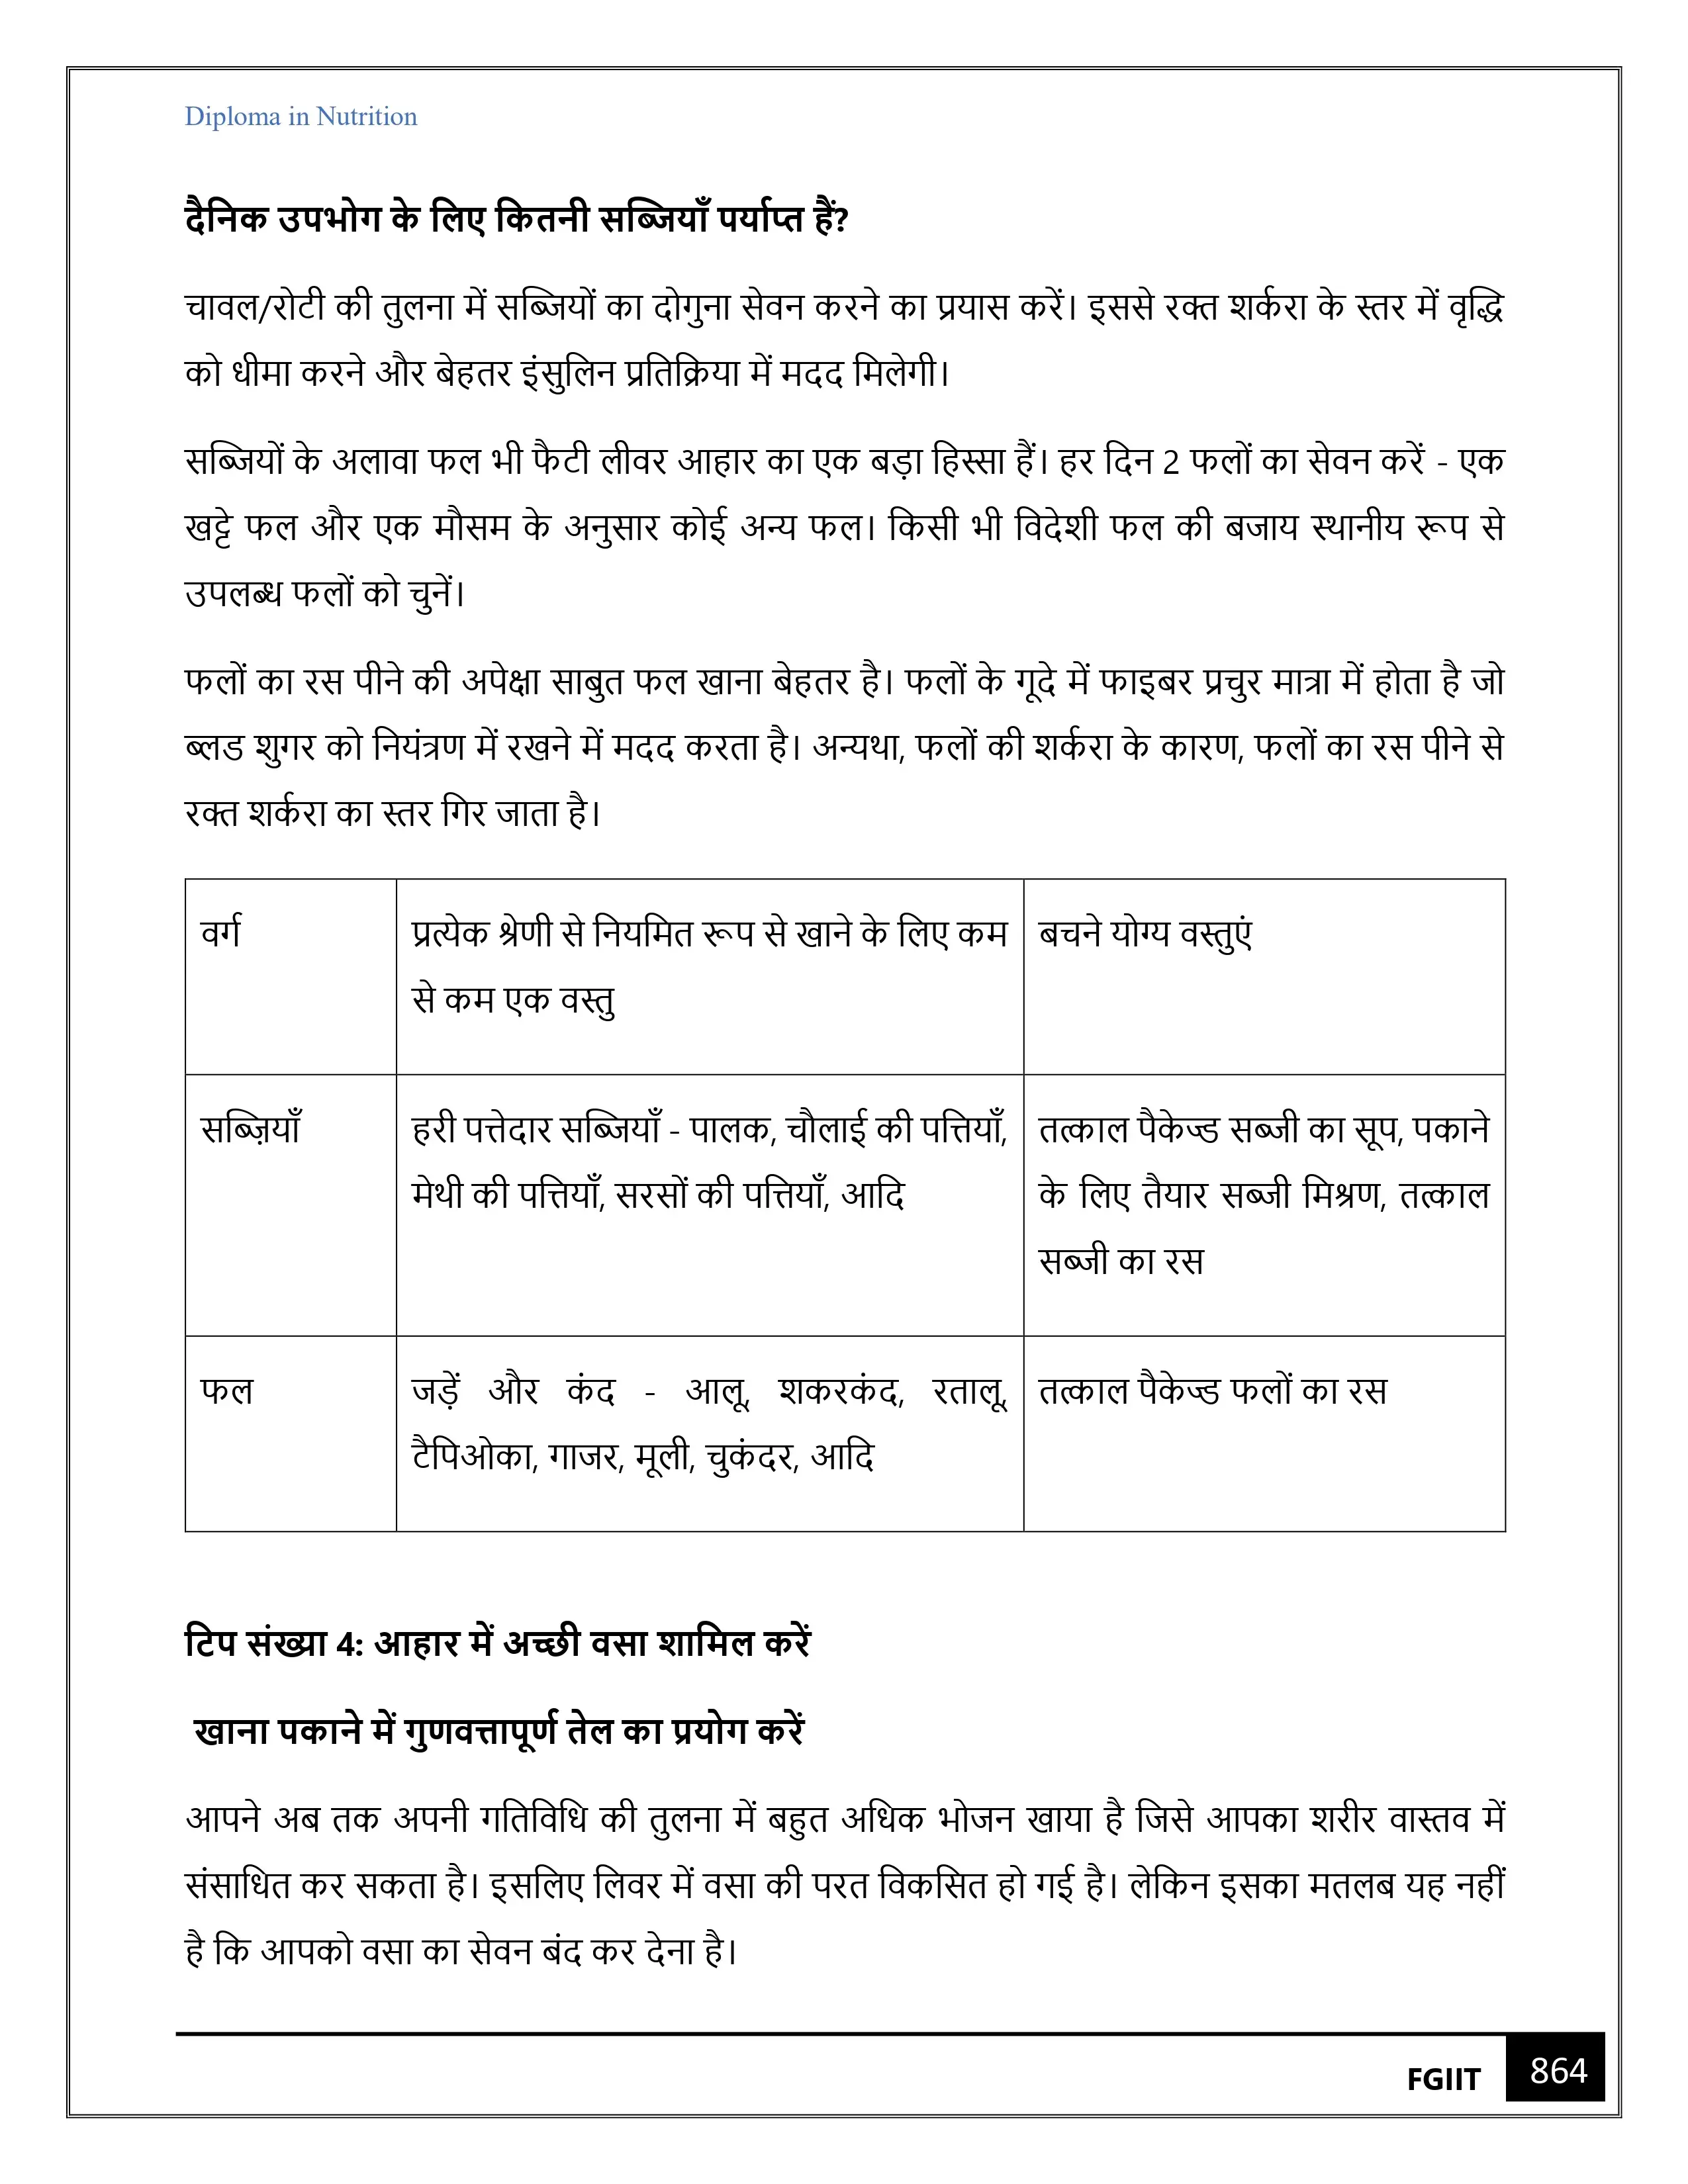 Diploma in Nutrition
दैनिक उपभोग के लिए कितनी सब्जियाँ पर्याप्त हैं?
चावल/रोटी की तुलना में सब्जियों का दोगुना सेवन करने का प्रयास करें। इससे रक्त शर्करा के स्तर में वृद्धि
को धीमा करने और बेहतर इंसुलिन प्रतिक्रिया में मदद मिलेगी।
सब्जियों के अलावा फल भी फैटी लीवर आहार का एक बड़ा हिस्सा हैं। हर दिन 2 फलों का सेवन करें - एक
खट्टे फल और एक मौसम के अनुसार कोई अन्य फल। किसी भी विदेशी फल की बजाय स्थानीय रूप से
उपलब्ध फलों को चुनें।
फलों का रस पीने की अपेक्षा साबुत फल खाना बेहतर है। फलों के गूदे में फाइबर प्रचुर मात्रा में होता है जो
ब्लड शुगर को नियंत्रण में रखने में मदद करता है। अन्यथा, फलों की शर्करा के कारण, फलों का रस पीने से
रक्त शर्करा का स्तर गिर जाता है।
वर्ग
प्रत्येक श्रेणी से नियमित रूप से खाने के लिए कम
से कम एक वस्तु
बचने योग्य वस्तुएं
सब्ज़ियाँ
हरी पत्तेदार सब्जियाँ - पालक, चौलाई की पत्तियाँ,
मेथी की पत्तियाँ, सरसों की पत्तियाँ, आदि
तत्काल पैकेज्ड सब्जी का सूप, पकाने
के लिए तैयार सब्जी मिश्रण, तत्काल
सब्जी का रस
फल
जड़ें और कंद - आलू, शकरकंद, रतालू,
टैपिओका, गाजर, मूली, चुकंदर, आदि
तत्काल पैकेज्ड फलों का रस
टिप संख्या 4: आहार में अच्छी वसा शामिल करें
खाना पकाने में गुणवत्तापूर्ण तेल का प्रयोग करें
आपने अब तक अपनी गतिविधि की तुलना में बहुत अधिक भोजन खाया है जिसे आपका शरीर वास्तव में
संसाधित कर सकता है। इसलिए लिवर में वसा की परत विकसित हो गई है। लेकिन इसका मतलब यह नहीं
है कि आपको वसा का सेवन बंद कर देना है।
FGIIT 864